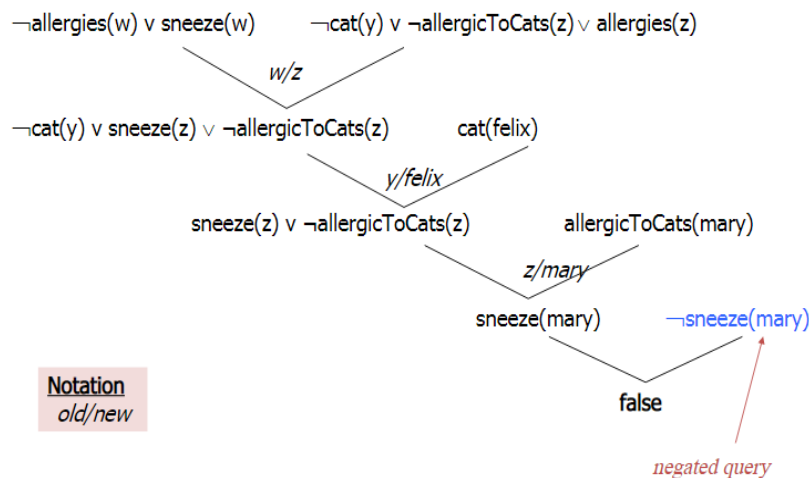 ¬allergies(w) v sneeze(w) ¬cat(y) v ¬allergicToCats(z) ∨ allergies(z)
w/z
¬cat(y) v sneeze(z) ∨ ¬allergicToCats(z) cat(felix)
y/felix
sneeze(z) v ¬allergicToCats(z) allergicToCats(mary)
z/mary
sneeze(mary) ¬sneeze(mary)
Notation
old/new
false
negated query